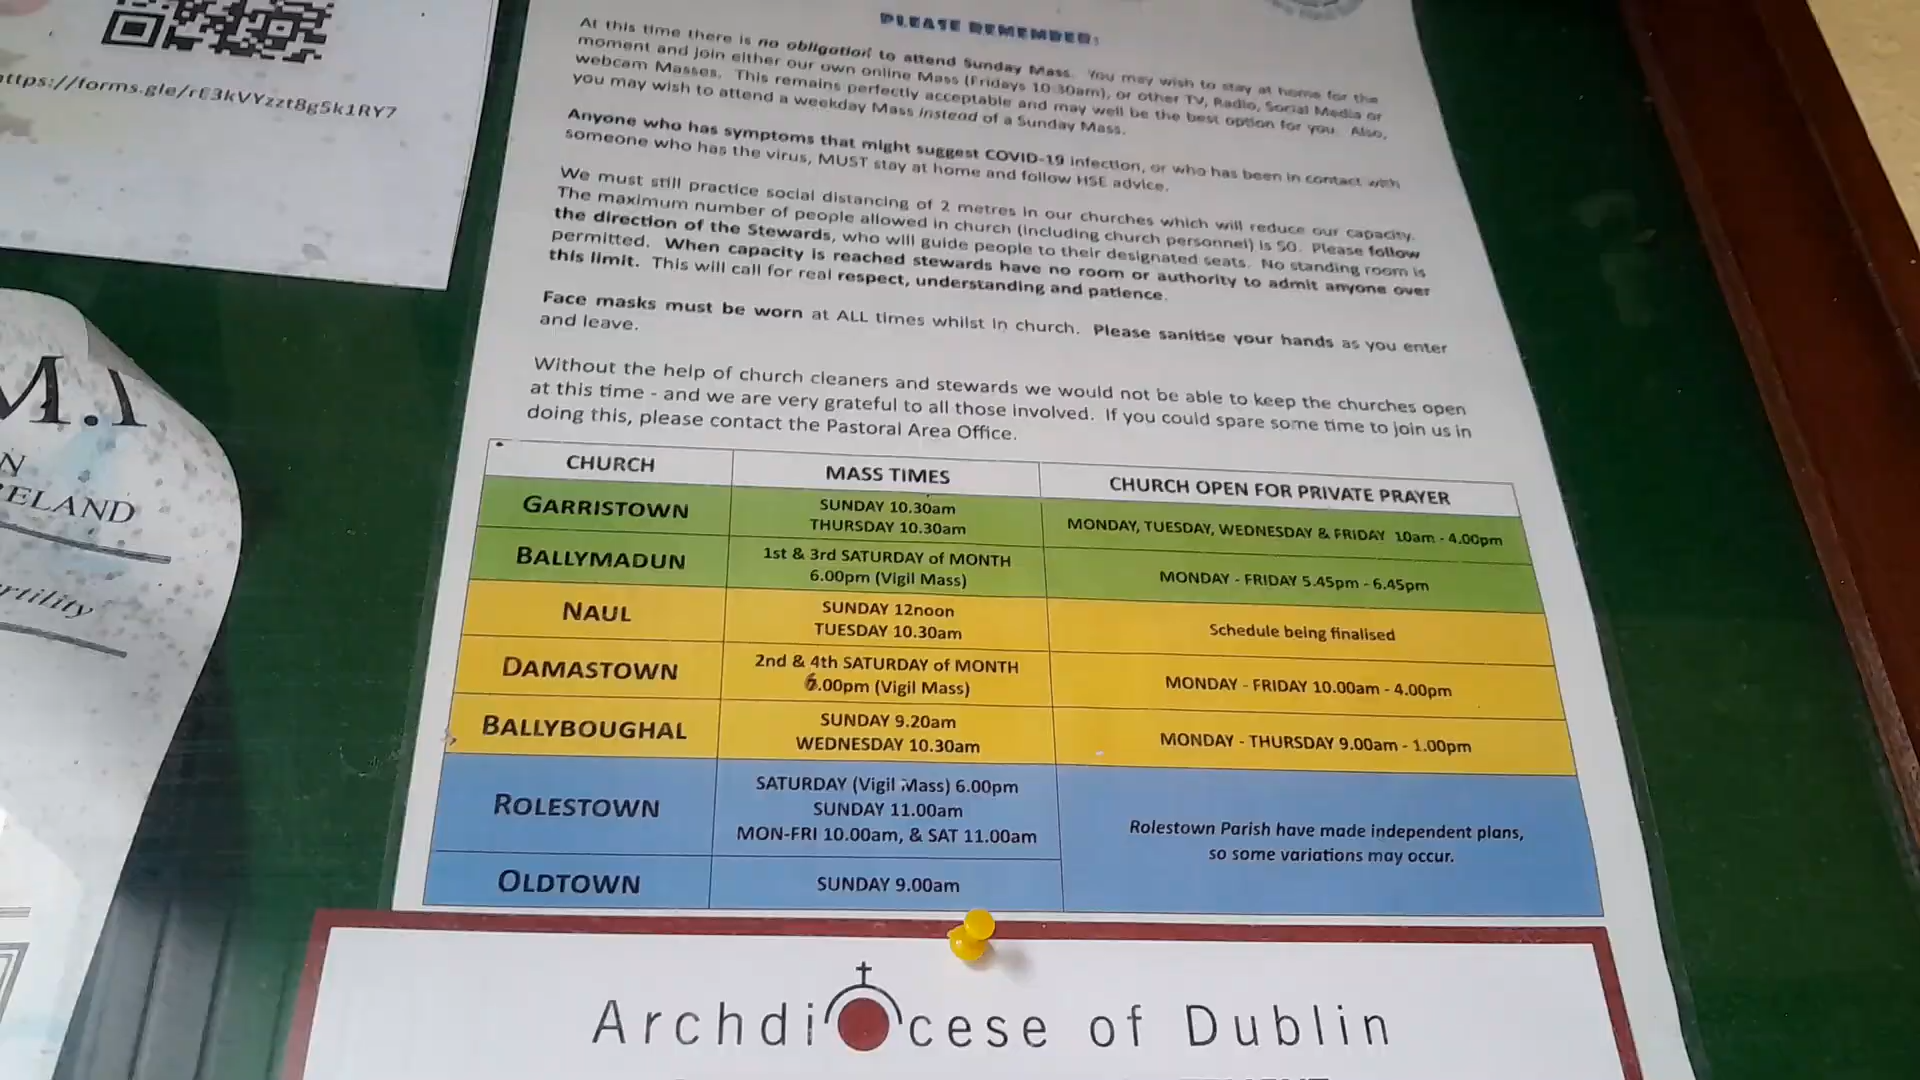 https://forms.gle/rE3kVYzzt8g5k1RY7
M.I
N
RELAND
rtility
PLEASE REMEMBER:
At this time there is no obligation to attend Sunday Mass. You may wish to stay at home for the
moment and join either our own online Mass (Fridays 10.30am), or other TV, Radio, Social Media or
webcam Masses. This remains perfectly acceptable and may well be the best option for you. Also,
you may wish to attend a weekday Mass instead of a Sunday Mass.
Anyone who has symptoms that might suggest COVID-19 infection, or who has been in contact with
someone who has the virus, MUST stay at home and follow HSE advice.
We must still practice social distancing of 2 metres in our churches which will reduce our capacity.
The maximum number of people allowed in church (including church personnel) is 50. Please follow
the direction of the Stewards, who will guide people to their designated seats. No standing room is
permitted. When capacity is reached stewards have no room or authority to admit anyone over
this limit. This will call for real respect, understanding and patience.
Face masks must be worn at ALL times whilst in church. Please sanitise your hands as you enter
and leave.
Without the help of church cleaners and stewards we would not be able to keep the churches open
at this time - and we are very grateful to all those involved. If you could spare some time to join us in
doing this, please contact the Pastoral Area Office.
CHURCH MASS TIMES CHURCH OPEN FOR PRIVATE PRAYER
GARRISTOWN
SUNDAY 10.30am
THURSDAY 10.30am
MONDAY, TUESDAY, WEDNESDAY & FRIDAY 10am - 4.00pm
BALLYMADUN
1st & 3rd SATURDAY of MONTH
6.00pm (Vigil Mass)
MONDAY - FRIDAY 5.45pm - 6.45pm
NAUL
SUNDAY 12noon
TUESDAY 10.30am
Schedule being finalised
DAMASTOWN
2nd & 4th SATURDAY of MONTH
6.00pm (Vigil Mass)
MONDAY - FRIDAY 10.00am - 4.00pm
BALLYBOUGHAL
SUNDAY 9.20am
WEDNESDAY 10.30am
MONDAY - THURSDAY 9.00am - 1.00pm
ROLESTOWN
SATURDAY (Vigil Mass) 6.00pm
SUNDAY 11.00am
MON-FRI 10.00am, & SAT 11.00am
Rolestown Parish have made independent plans,
so some variations may occur.
OLDTOWN
SUNDAY 9.00am
Archdiocese of Dublin